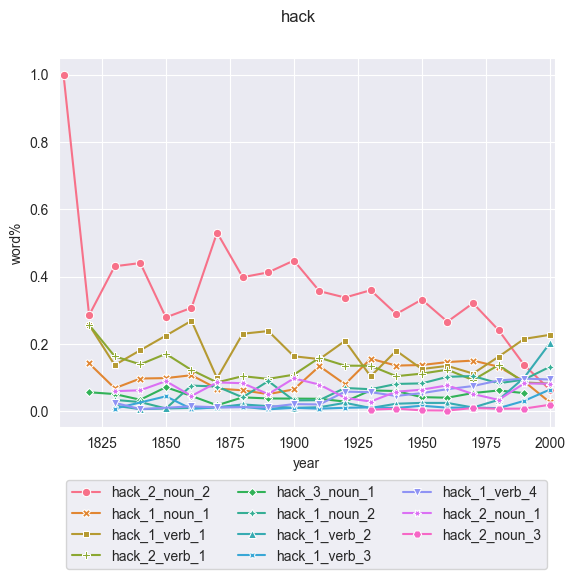 hack
1.0
0.8
0.6
0.4
0.2
0.0
word%
1825 1850 1875 1900 1925 1950 1975 2000
year
hack_2_noun_2 hack_3_noun_1 hack_1_verb_4
hack_1_noun_1 hack_1_noun_2 hack_2_noun_1
hack_1_verb_1 hack_1_verb_2 hack_2_noun_3
hack_2_verb_1 hack_1_verb_3